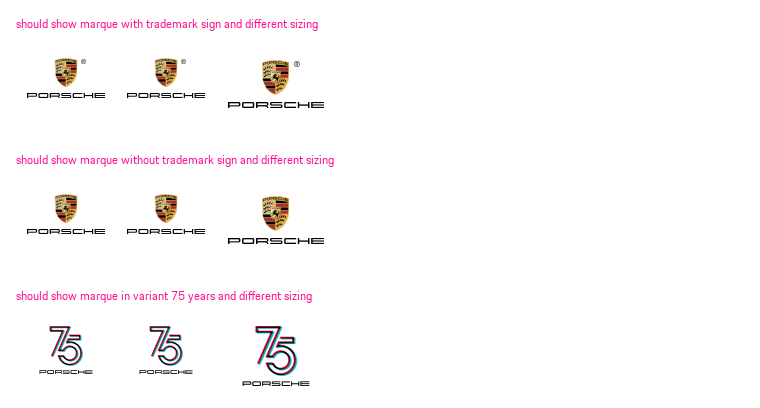 should show marque with trademark sign and different sizing
® ® ®
PORSCHE PORSCHE PORSCHE
should show marque without trademark sign and different sizing
PORSCHE PORSCHE PORSCHE
should show marque in variant 75 years and different sizing
75 75 75
PORSCHE PORSCHE PORSCHE